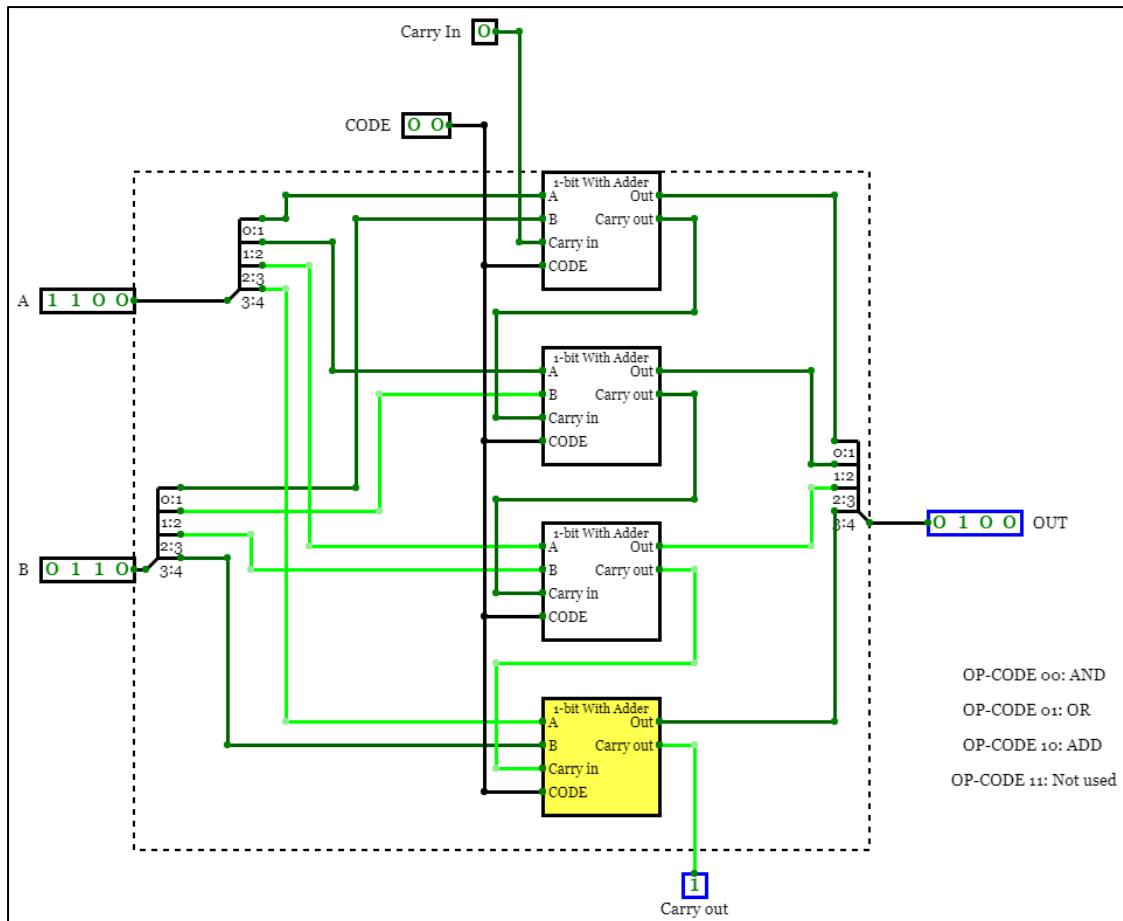 Carry In 0
CODE 0 0
1-bit With Adder
A Out
B Carry out
Carry in
CODE
0:1
1:2
2:3
3:4
A 1 1 0 0
1-bit With Adder
A Out
B Carry out
Carry in
CODE
0:1
1:2
2:3
3:4
0 1 0 0 OUT
0:1
1:2
2:3
3:4
B 0 1 1 0
1-bit With Adder
A Out
B Carry out
Carry in
CODE
1-bit With Adder
A Out
B Carry out
Carry in
CODE
OP-CODE 00: AND
OP-CODE 01: OR
OP-CODE 10: ADD
OP-CODE 11: Not used
1
Carry out